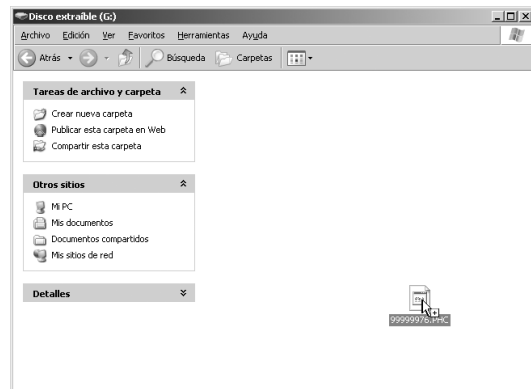 Disco extraíble (G:)
Archivo Edición Ver Favoritos Herramientas Ayuda
Atrás Búsqueda Carpetas
Tareas de archivo y carpeta
Crear nueva carpeta
Publicar esta carpeta en Web
Compartir esta carpeta
Otros sitios
Mi PC
Mis documentos
Documentos compartidos
Mis sitios de red
Detalles
99999976.PHC